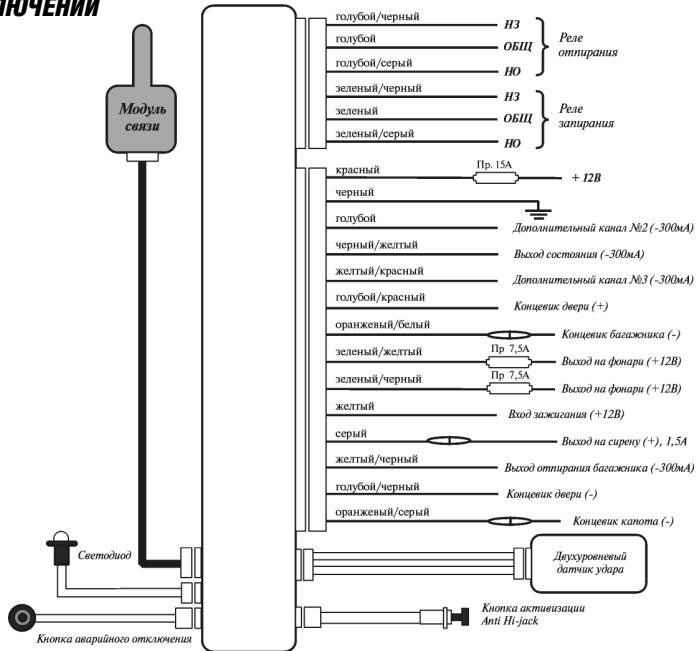 ЛЮЧЕНИИ
голубой/черный НЗ
голубой ОБЩ
голубой/серый НО
Реле
отпирания
зеленый/черный НЗ
зеленый ОБЩ
зеленый/серый НО
Реле
запирания
Модуль
связи
красный Пр. 15А + 12В
черный
голубой Дополнительный канал №2 (-300мА)
черный/желтый Выход состояния (-300мА)
желтый/красный Дополнительный канал №3 (-300мА)
голубой/красный Концевик двери (+)
оранжевый/белый Концевик багажника (-)
зеленый/желтый Пр 7,5А Выход на фонари (+12В)
зеленый/черный Пр 7,5А Выход на фонари (+12В)
желтый Вход зажигания (+12В)
серый Выход на сирену (+), 1,5А
желтый/черный Выход отпирания багажника (-300мА)
голубой/черный Концевик двери (-)
оранжевый/серый Концевик капота (-)
Светодиод
Двухуровневый
датчик удара
Кнопка активизации
Anti Hi-jack
Кнопка аварийного отключения